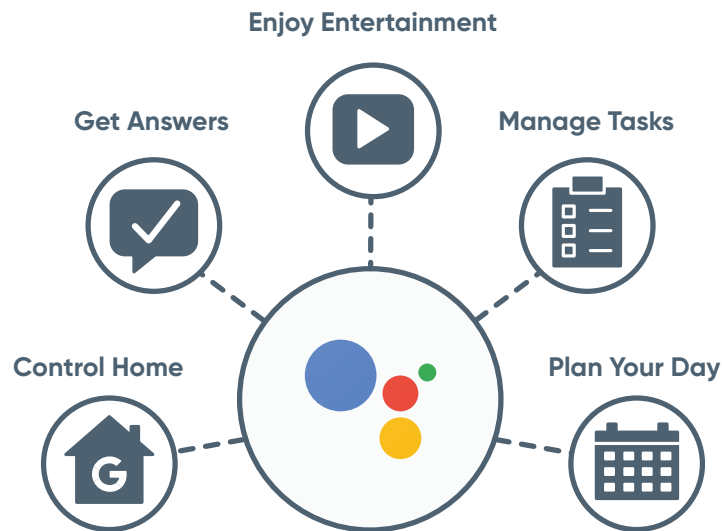 Enjoy Entertainment
Get Answers
Manage Tasks
Control Home
Plan Your Day
G